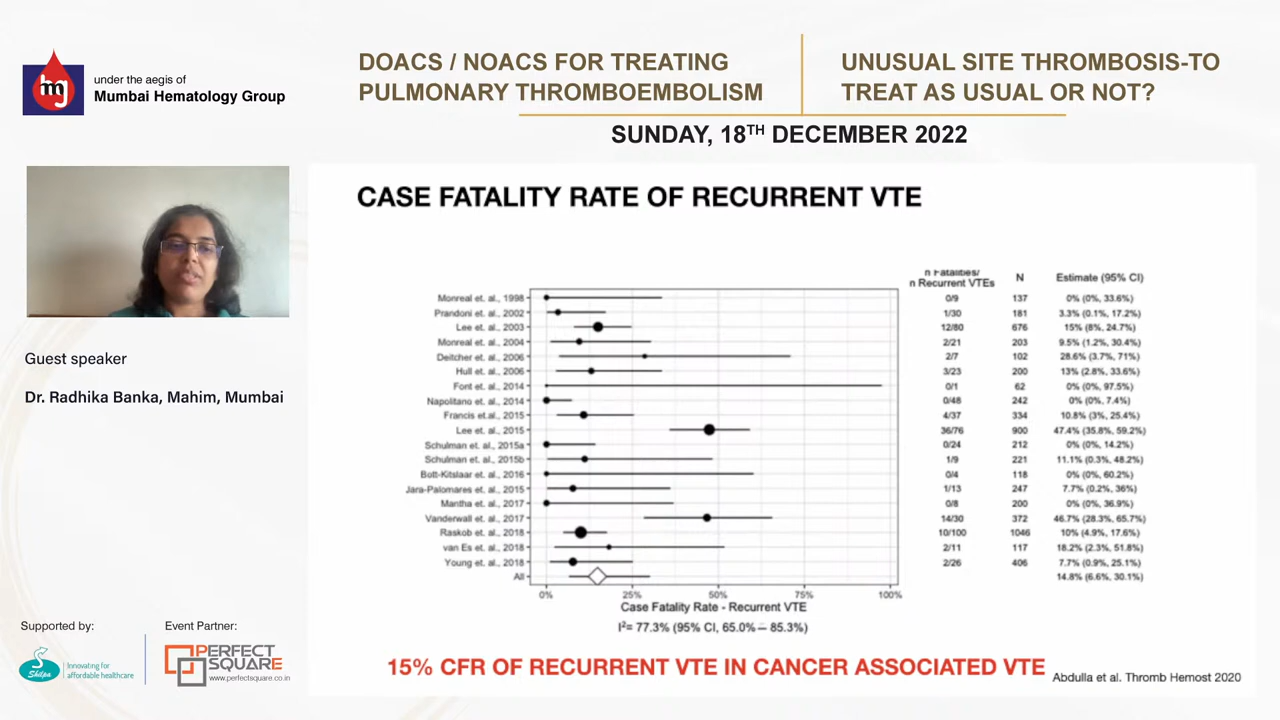 mg
under the aegis of
Mumbai Hematology Group
DOACS / NOACS FOR TREATING
PULMONARY THROMBOEMBOLISM
UNUSUAL SITE THROMBOSIS-TO
TREAT AS USUAL OR NOT?
SUNDAY, 18TH DECEMBER 2022
Guest speaker
Dr. Radhika Banka, Mahim, Mumbai
Supported by:
Shilpa
Innovating for
affordable healthcare
Event Partner:
PERFECT
SQUARE
www.perfectsquare.co.in
CASE FATALITY RATE OF RECURRENT VTE
n Fatalities/
n Recurrent VTEs N Estimate (95% CI)
Monreal et. al., 1998 0/9 137 0% (0%, 33.6%)
Prandoni et. al., 2002 1/30 181 3.3% (0.1%, 17.2%)
Lee et. al., 2003 12/80 676 15% (8%, 24.7%)
Monreal et. al., 2004 2/21 203 9.5% (1.2%, 30.4%)
Deitcher et. al., 2006 2/7 102 28.6% (3.7%, 71%)
Hull et. al., 2006 3/23 200 13% (2.8%, 33.6%)
Font et. al., 2014 0/1 62 0% (0%, 97.5%)
Napolitano et. al., 2014 0/48 242 0% (0%, 7.4%)
Francis et.al., 2015 4/37 334 10.8% (3%, 25.4%)
Lee et. al., 2015 36/76 900 47.4% (35.8%, 59.2%)
Schulman et. al., 2015a 0/24 212 0% (0%, 14.2%)
Schulman et. al., 2015b 1/9 221 11.1% (0.3%, 48.2%)
Bott-Kitslaar et. al., 2016 0/4 118 0% (0%, 60.2%)
Jara-Palomares et. al., 2015 1/13 247 7.7% (0.2%, 36%)
Mantha et. al., 2017 0/8 200 0% (0%, 36.9%)
Vanderwall et. al., 2017 14/30 372 46.7% (28.3%, 65.7%)
Raskob et. al., 2018 10/100 1046 10% (4.9%, 17.6%)
van Es et. al., 2018 2/11 117 18.2% (2.3%, 51.8%)
Young et. al., 2018 2/26 406 7.7% (0.9%, 25.1%)
All 14.8% (6.6%, 30.1%)
0% 25% 50% 75% 100%
Case Fatality Rate - Recurrent VTE
I²= 77.3% (95% CI, 65.0% — 85.3%)
15% CFR OF RECURRENT VTE IN CANCER ASSOCIATED VTE
Abdulla et al. Thromb Hemost 2020